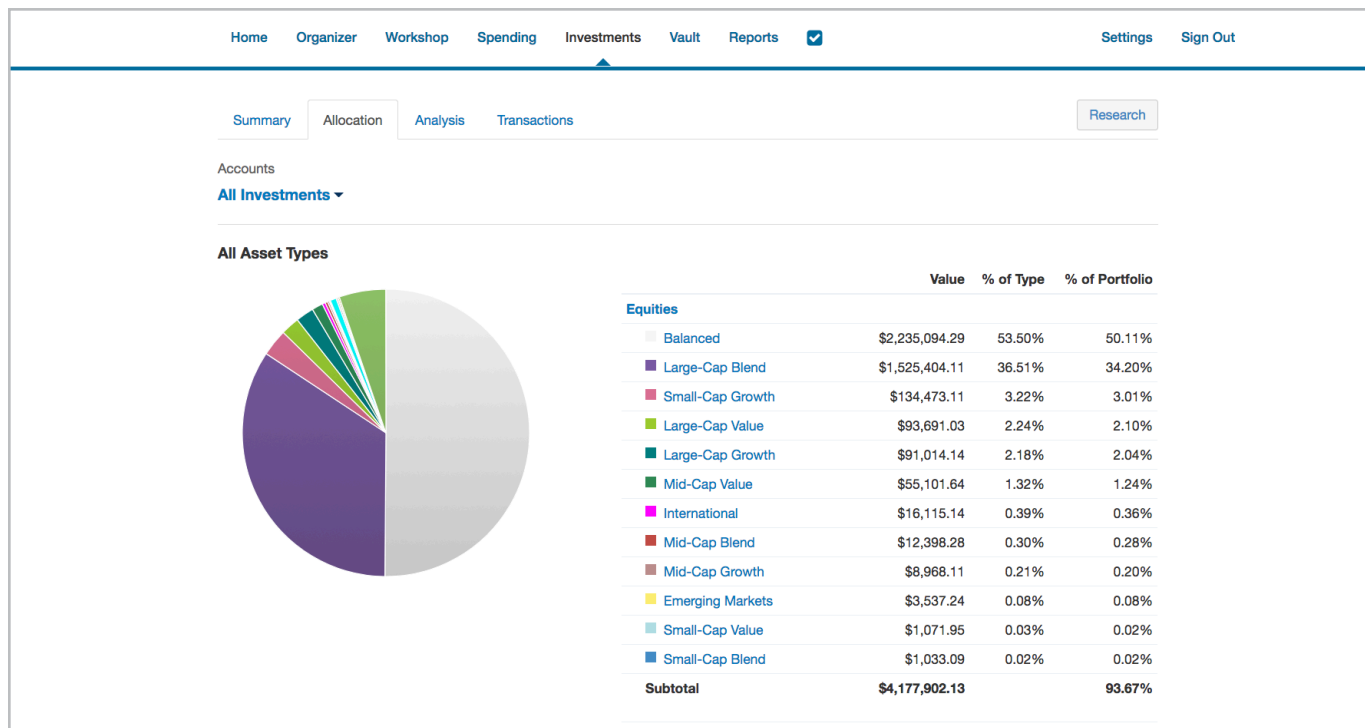 Home Organizer Workshop Spending Investments Vault Reports Settings Sign Out
Summary Allocation Analysis Transactions Research
Accounts
All Investments
All Asset Types
Value % of Type % of Portfolio
Equities
Balanced $2,235,094.29 53.50% 50.11%
Large-Cap Blend $1,525,404.11 36.51% 34.20%
Small-Cap Growth $134,473.11 3.22% 3.01%
Large-Cap Value $93,691.03 2.24% 2.10%
Large-Cap Growth $91,014.14 2.18% 2.04%
Mid-Cap Value $55,101.64 1.32% 1.24%
International $16,115.14 0.39% 0.36%
Mid-Cap Blend $12,398.28 0.30% 0.28%
Mid-Cap Growth $8,968.11 0.21% 0.20%
Emerging Markets $3,537.24 0.08% 0.08%
Small-Cap Value $1,071.95 0.03% 0.02%
Small-Cap Blend $1,033.09 0.02% 0.02%
Subtotal $4,177,902.13 93.67%